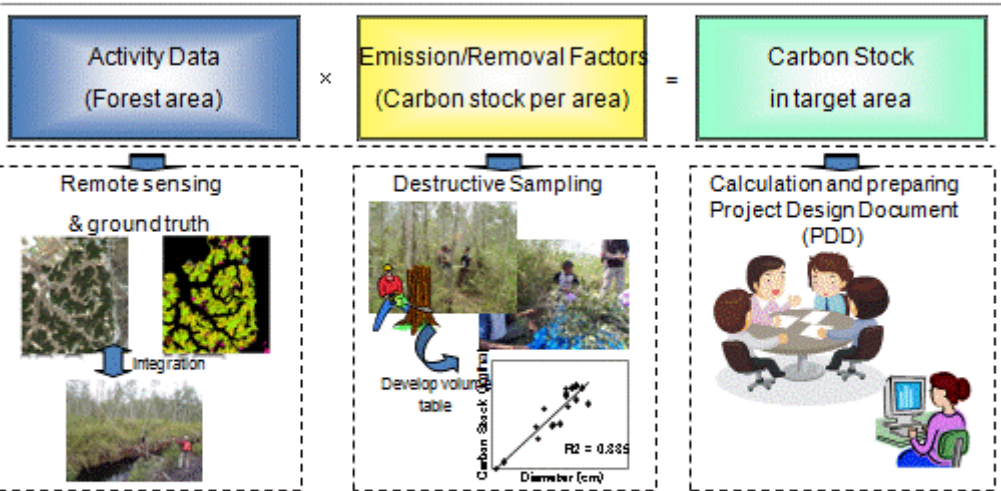 Activity Data
(Forest area)
×
Emission/Removal Factors
(Carbon stock per area)
=
Carbon Stock
in target area
Remote sensing
& ground truth
Integration
Destructive Sampling
Develop volume
table
Carbon Stock
R2 = 0.885
Diameter (cm)
Calculation and preparing
Project Design Document
(PDD)